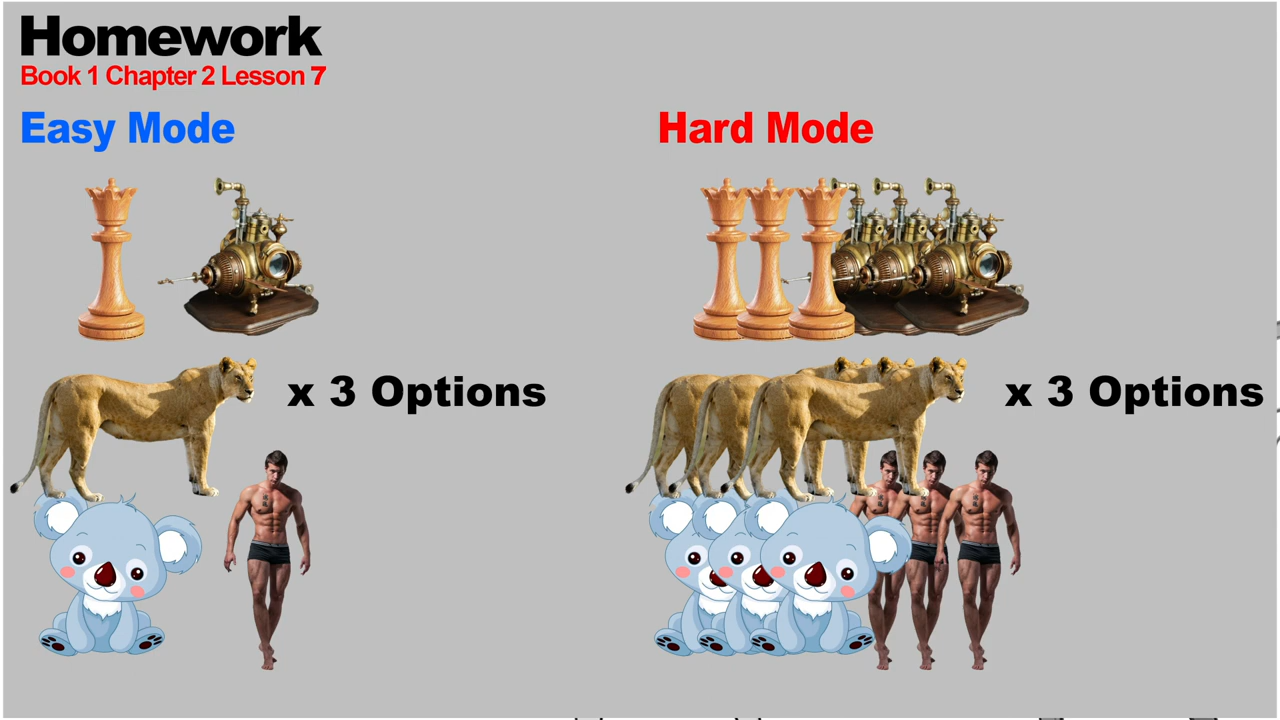 Homework
Book 1 Chapter 2 Lesson 7
Easy Mode
Hard Mode
x 3 Options
x 3 Options